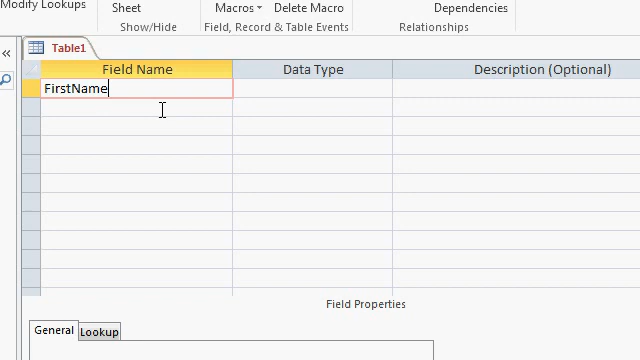 Modify Lookups Sheet Macros Delete Macro Dependencies
Show/Hide Field, Record & Table Events Relationships
Table1
Field Name Data Type Description (Optional)
FirstName
Field Properties
General Lookup